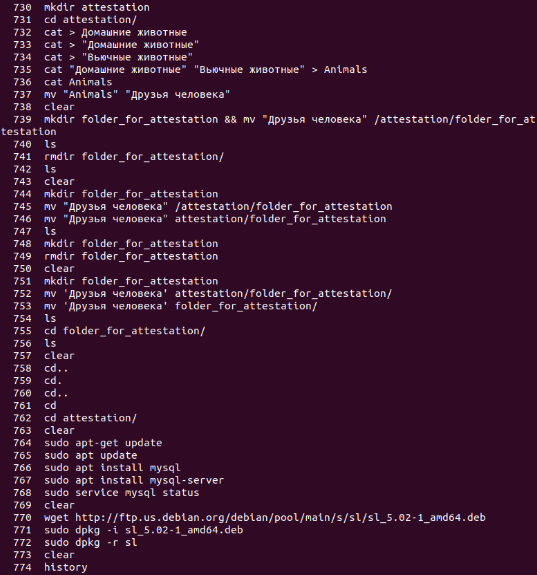 730 mkdir attestation
731 cd attestation/
732 cat > Домашние животные
733 cat > "Домашние животные"
734 cat > "Вьючные животные"
735 cat "Домашние животные" "Вьючные животные" > Animals
736 cat Animals
737 mv "Animals" "Друзья человека"
738 clear
739 mkdir folder_for_attestation && mv "Друзья человека" /attestation/folder_for_at
testation
740 ls
741 rmdir folder_for_attestation/
742 ls
743 clear
744 mkdir folder_for_attestation
745 mv "Друзья человека" /attestation/folder_for_attestation
746 mv "Друзья человека" attestation/folder_for_attestation
747 ls
748 mkdir folder_for_attestation
749 rmdir folder_for_attestation
750 clear
751 mkdir folder_for_attestation
752 mv 'Друзья человека' attestation/folder_for_attestation/
753 mv 'Друзья человека' folder_for_attestation/
754 ls
755 cd folder_for_attestation/
756 ls
757 clear
758 cd..
759 cd.
760 cd..
761 cd
762 cd attestation/
763 clear
764 sudo apt-get update
765 sudo apt update
766 sudo apt install mysql
767 sudo apt install mysql-server
768 sudo service mysql status
769 clear
770 wget http://ftp.us.debian.org/debian/pool/main/s/sl/sl_5.02-1_amd64.deb
771 sudo dpkg -i sl_5.02-1_amd64.deb
772 sudo dpkg -r sl
773 clear
774 history